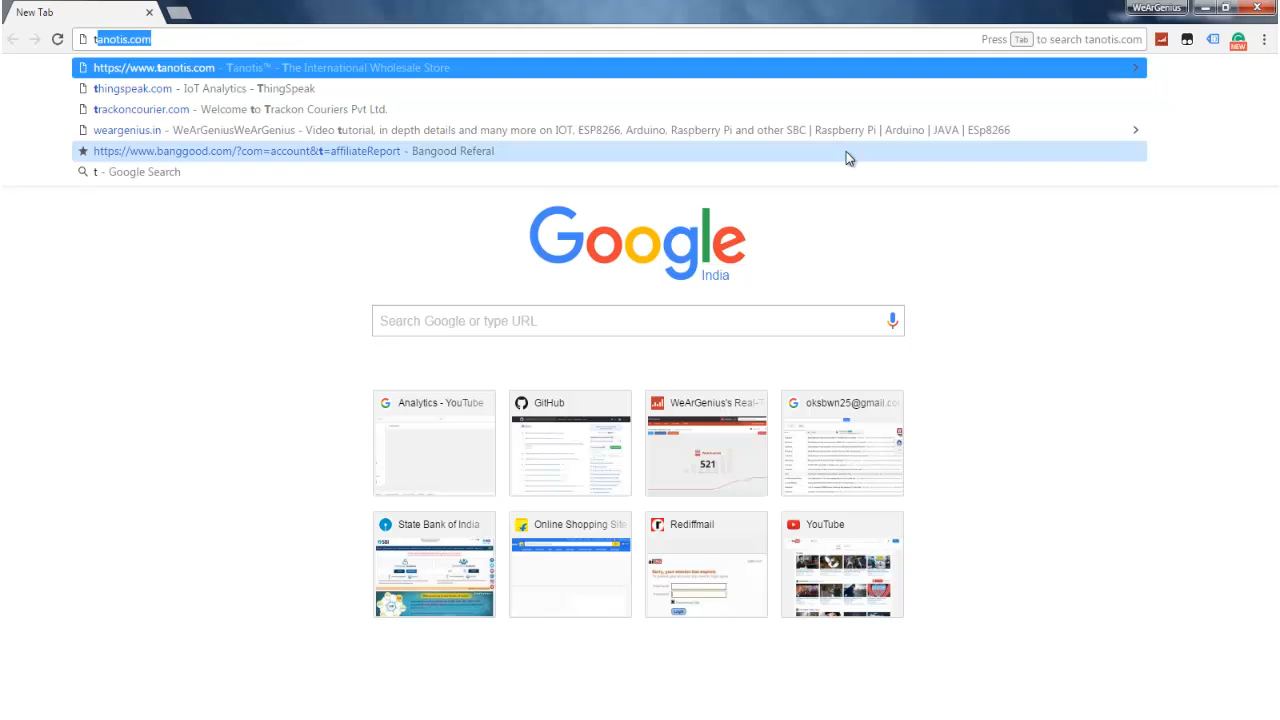 New Tab
WeArGenius
tanotis.com
Press Tab to search tanotis.com
NEW
https://www.tanotis.com - Tanotis™ - The International Wholesale Store
thingspeak.com - IoT Analytics - ThingSpeak
trackoncourier.com - Welcome to Trackon Couriers Pvt Ltd.
weargenius.in - WeArGeniusWeArGenius - Video tutorial, in depth details and many more on IOT, ESP8266, Arduino, Raspberry Pi and other SBC | Raspberry Pi | Arduino | JAVA | ESp8266
https://www.banggood.com/?com=account&t=affiliateReport - Bangood Referal
t - Google Search
Google
India
Search Google or type URL
Analytics - YouTube
GitHub
WeArGenius's Real-T
oksbwn25@gmail.co
521
State Bank of India
Online Shopping Site
Rediffmail
YouTube
SBI
Login